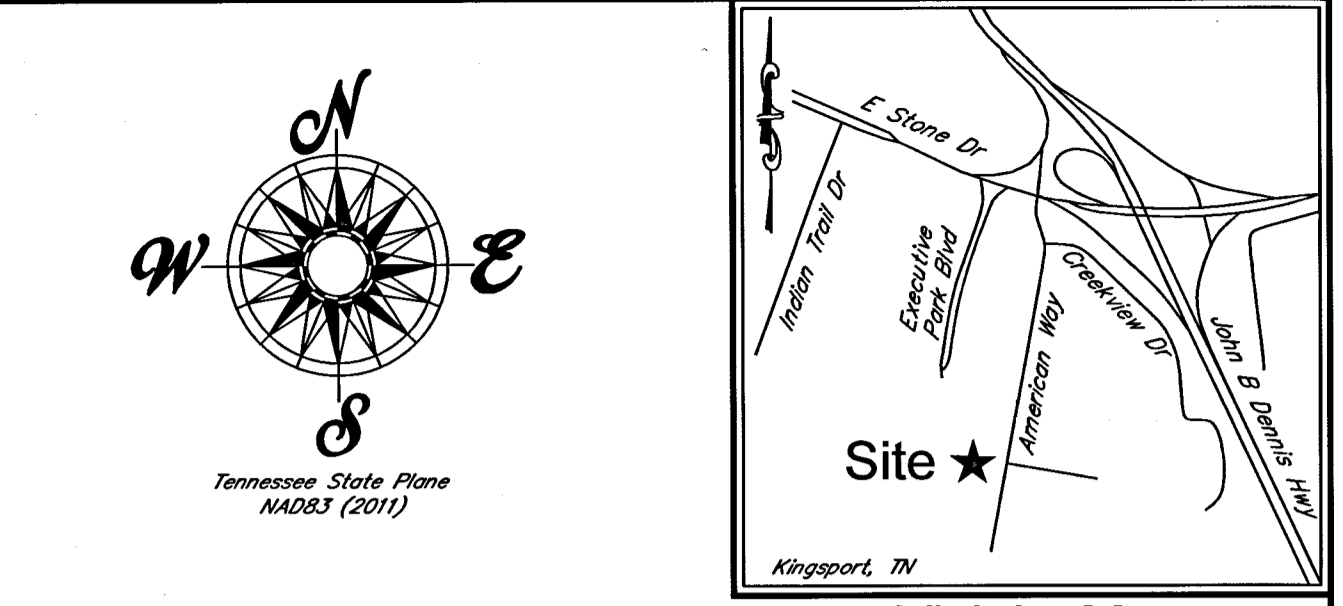 N
W E
S
Tennessee State Plane
NAD83 (2011)
E Stone Dr
Indian Trail Dr
Executive
Park Blvd
American Way
Creekview Dr
John B Dennis Hwy
Site
Kingsport, TN